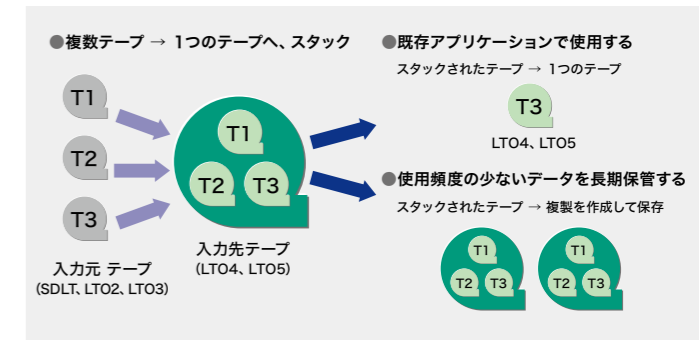 ●複数テープ → 1つのテープへ、スタック
T1
T2
T3
入力元 テープ
(SDLT、LTO2、LTO3)
T1
T2 T3
入力先テープ
(LTO4、LTO5)
●既存アプリケーションで使用する
スタックされたテープ → 1つのテープ
T3
LTO4、LTO5
●使用頻度の少ないデータを長期保管する
スタックされたテープ → 複製を作成して保存
T1
T2 T3
T1
T2 T3